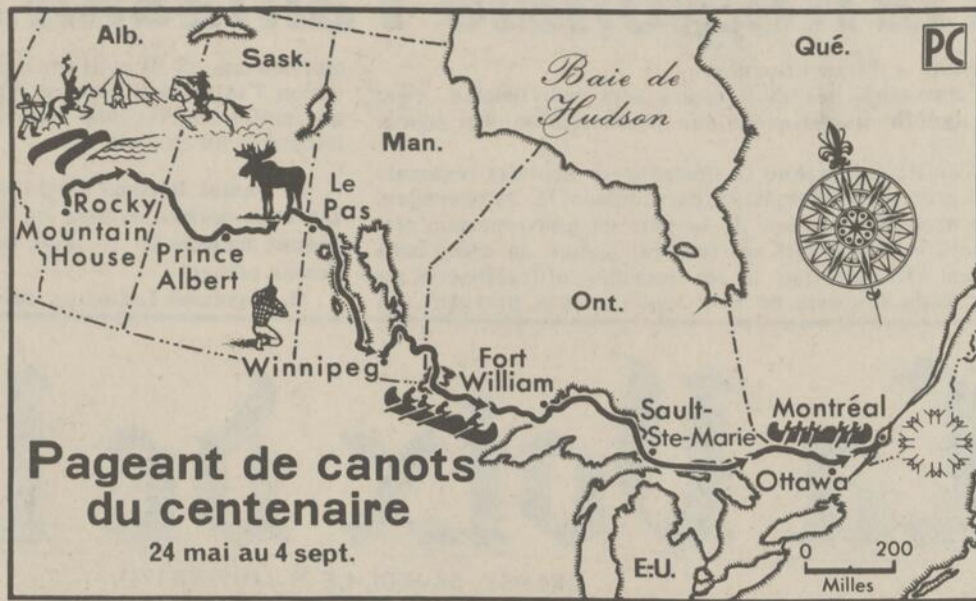 Alb.
Sask.
Man.
Baie de
Hudson
Qué.
PC
Rocky
Mountain
House
Prince
Albert
Le
Pas
Ont.
Winnipeg
Fort
William
Sault-
Ste-Marie
Montréal
Ottawa
E.-U.
Pageant de canots
du centenaire
24 mai au 4 sept.
0 200
Milles